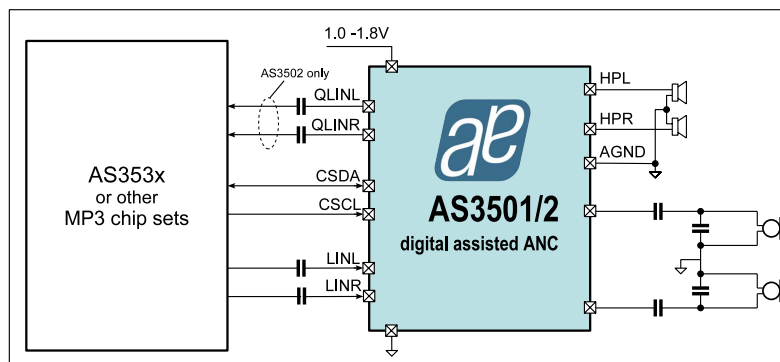 1.0 -1.8V
AS3502 only
QLINL
QLINR
CSDA
CSCL
LINL
LINR
AS353x
or other
MP3 chip sets
ae
AS3501/2
digital assisted ANC
HPL
HPR
AGND